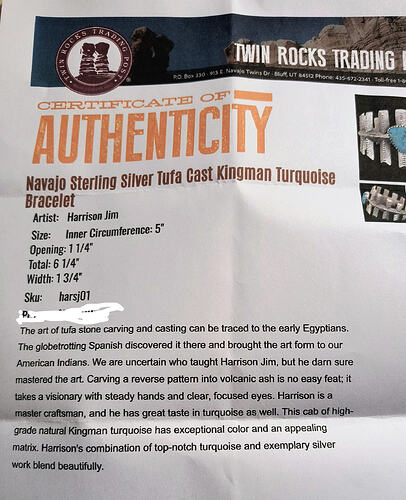 TWIN ROCKS TRADING POST
TWIN ROCKS TRADING
P.O. Box 330 · 913 E. Navajo Twins Dr · Bluff, UT 84512 Phone: 435-672-2341 · Toll-free 1-8
CERTIFICATE OF
AUTHENTICITY
Navajo Sterling Silver Tufa Cast Kingman Turquoise
Bracelet
Artist: Harrison Jim
Size: Inner Circumference: 5"
Opening: 1 1/4"
Total: 6 1/4"
Width: 1 3/4"
Sku: harsj01
The art of tufa stone carving and casting can be traced to the early Egyptians.
The globetrotting Spanish discovered it there and brought the art form to our
American Indians. We are uncertain who taught Harrison Jim, but he darn sure
mastered the art. Carving a reverse pattern into volcanic ash is no easy feat; it
takes a visionary with steady hands and clear, focused eyes. Harrison is a
master craftsman, and he has great taste in turquoise as well. This cab of high-
grade natural Kingman turquoise has exceptional color and an appealing
matrix. Harrison's combination of top-notch turquoise and exemplary silver
work blend beautifully.